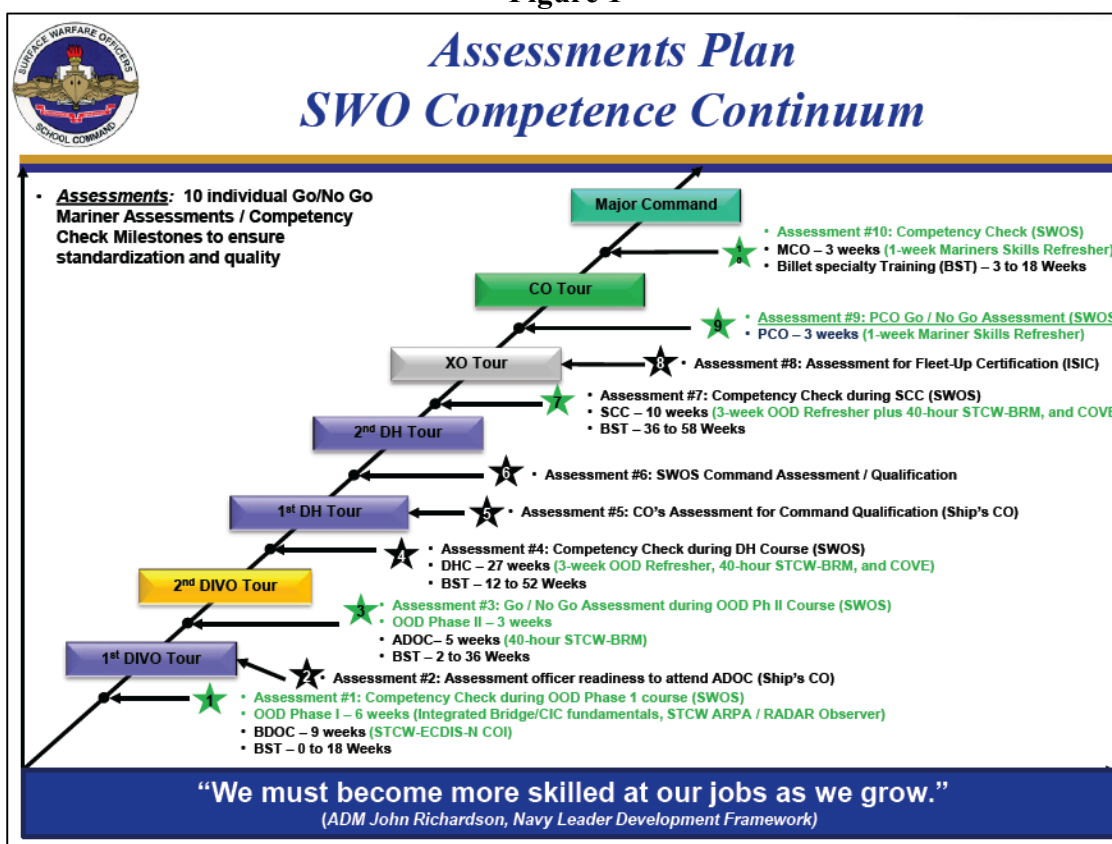 Figure 1
SURFACE WARFARE OFFICERS
SCHOOL COMMAND
Assessments Plan
SWO Competence Continuum
• Assessments: 10 individual Go/No Go
Mariner Assessments / Competency
Check Milestones to ensure
standardization and quality
Major Command
• Assessment #10: Competency Check (SWOS)
10
• MCO – 3 weeks (1-week Mariners Skills Refresher)
• Billet specialty Training (BST) – 3 to 18 Weeks
CO Tour
• Assessment #9: PCO Go / No Go Assessment (SWOS
9
• PCO – 3 weeks (1-week Mariner Skills Refresher)
XO Tour
8
• Assessment #8: Assessment for Fleet-Up Certification (ISIC)
• Assessment #7: Competency Check during SCC (SWOS)
7
• SCC – 10 weeks (3-week OOD Refresher plus 40-hour STCW-BRM, and COVE
• BST – 36 to 58 Weeks
2nd DH Tour
6
• Assessment #6: SWOS Command Assessment / Qualification
1st DH Tour
5
• Assessment #5: CO's Assessment for Command Qualification (Ship's CO)
• Assessment #4: Competency Check during DH Course (SWOS)
4
• DHC – 27 weeks (3-week OOD Refresher, 40-hour STCW-BRM, and COVE)
• BST – 12 to 52 Weeks
2nd DIVO Tour
• Assessment #3: Go / No Go Assessment during OOD Ph II Course (SWOS)
3
• OOD Phase II – 3 weeks
• ADOC– 5 weeks (40-hour STCW-BRM)
• BST – 2 to 36 Weeks
1st DIVO Tour
2
• Assessment #2: Assessment officer readiness to attend ADOC (Ship's CO)
• Assessment #1: Competency Check during OOD Phase 1 course (SWOS)
1
• OOD Phase I – 6 weeks (Integrated Bridge/CIC fundamentals, STCW ARPA / RADAR Observer)
• BDOC – 9 weeks (STCW-ECDIS-N COI)
• BST – 0 to 18 Weeks
“We must become more skilled at our jobs as we grow.”
(ADM John Richardson, Navy Leader Development Framework)